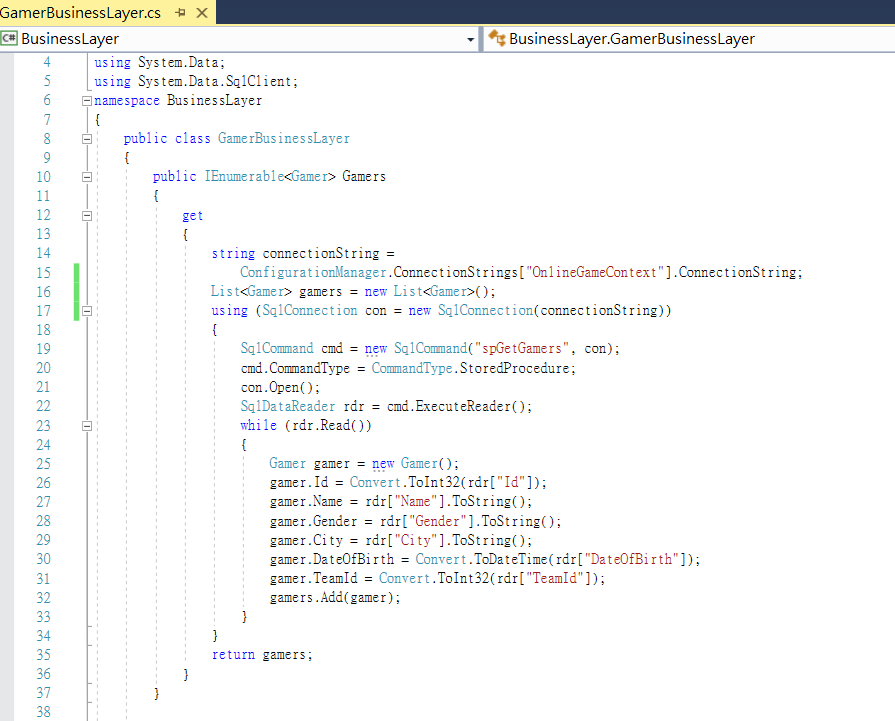 GamerBusinessLayer.cs
C# BusinessLayer BusinessLayer.GamerBusinessLayer
4 using System.Data;
5 using System.Data.SqlClient;
6 namespace BusinessLayer
7 {
8 public class GamerBusinessLayer
9 {
10 public IEnumerable<Gamer> Gamers
11 {
12 get
13 {
14 string connectionString =
15 ConfigurationManager.ConnectionStrings["OnlineGameContext"].ConnectionString;
16 List<Gamer> gamers = new List<Gamer>();
17 using (SqlConnection con = new SqlConnection(connectionString))
18 {
19 SqlCommand cmd = new SqlCommand("spGetGamers", con);
20 cmd.CommandType = CommandType.StoredProcedure;
21 con.Open();
22 SqlDataReader rdr = cmd.ExecuteReader();
23 while (rdr.Read())
24 {
25 Gamer gamer = new Gamer();
26 gamer.Id = Convert.ToInt32(rdr["Id"]);
27 gamer.Name = rdr["Name"].ToString();
28 gamer.Gender = rdr["Gender"].ToString();
29 gamer.City = rdr["City"].ToString();
30 gamer.DateOfBirth = Convert.ToDateTime(rdr["DateOfBirth"]);
31 gamer.TeamId = Convert.ToInt32(rdr["TeamId"]);
32 gamers.Add(gamer);
33 }
34 }
35 return gamers;
36 }
37 }
38